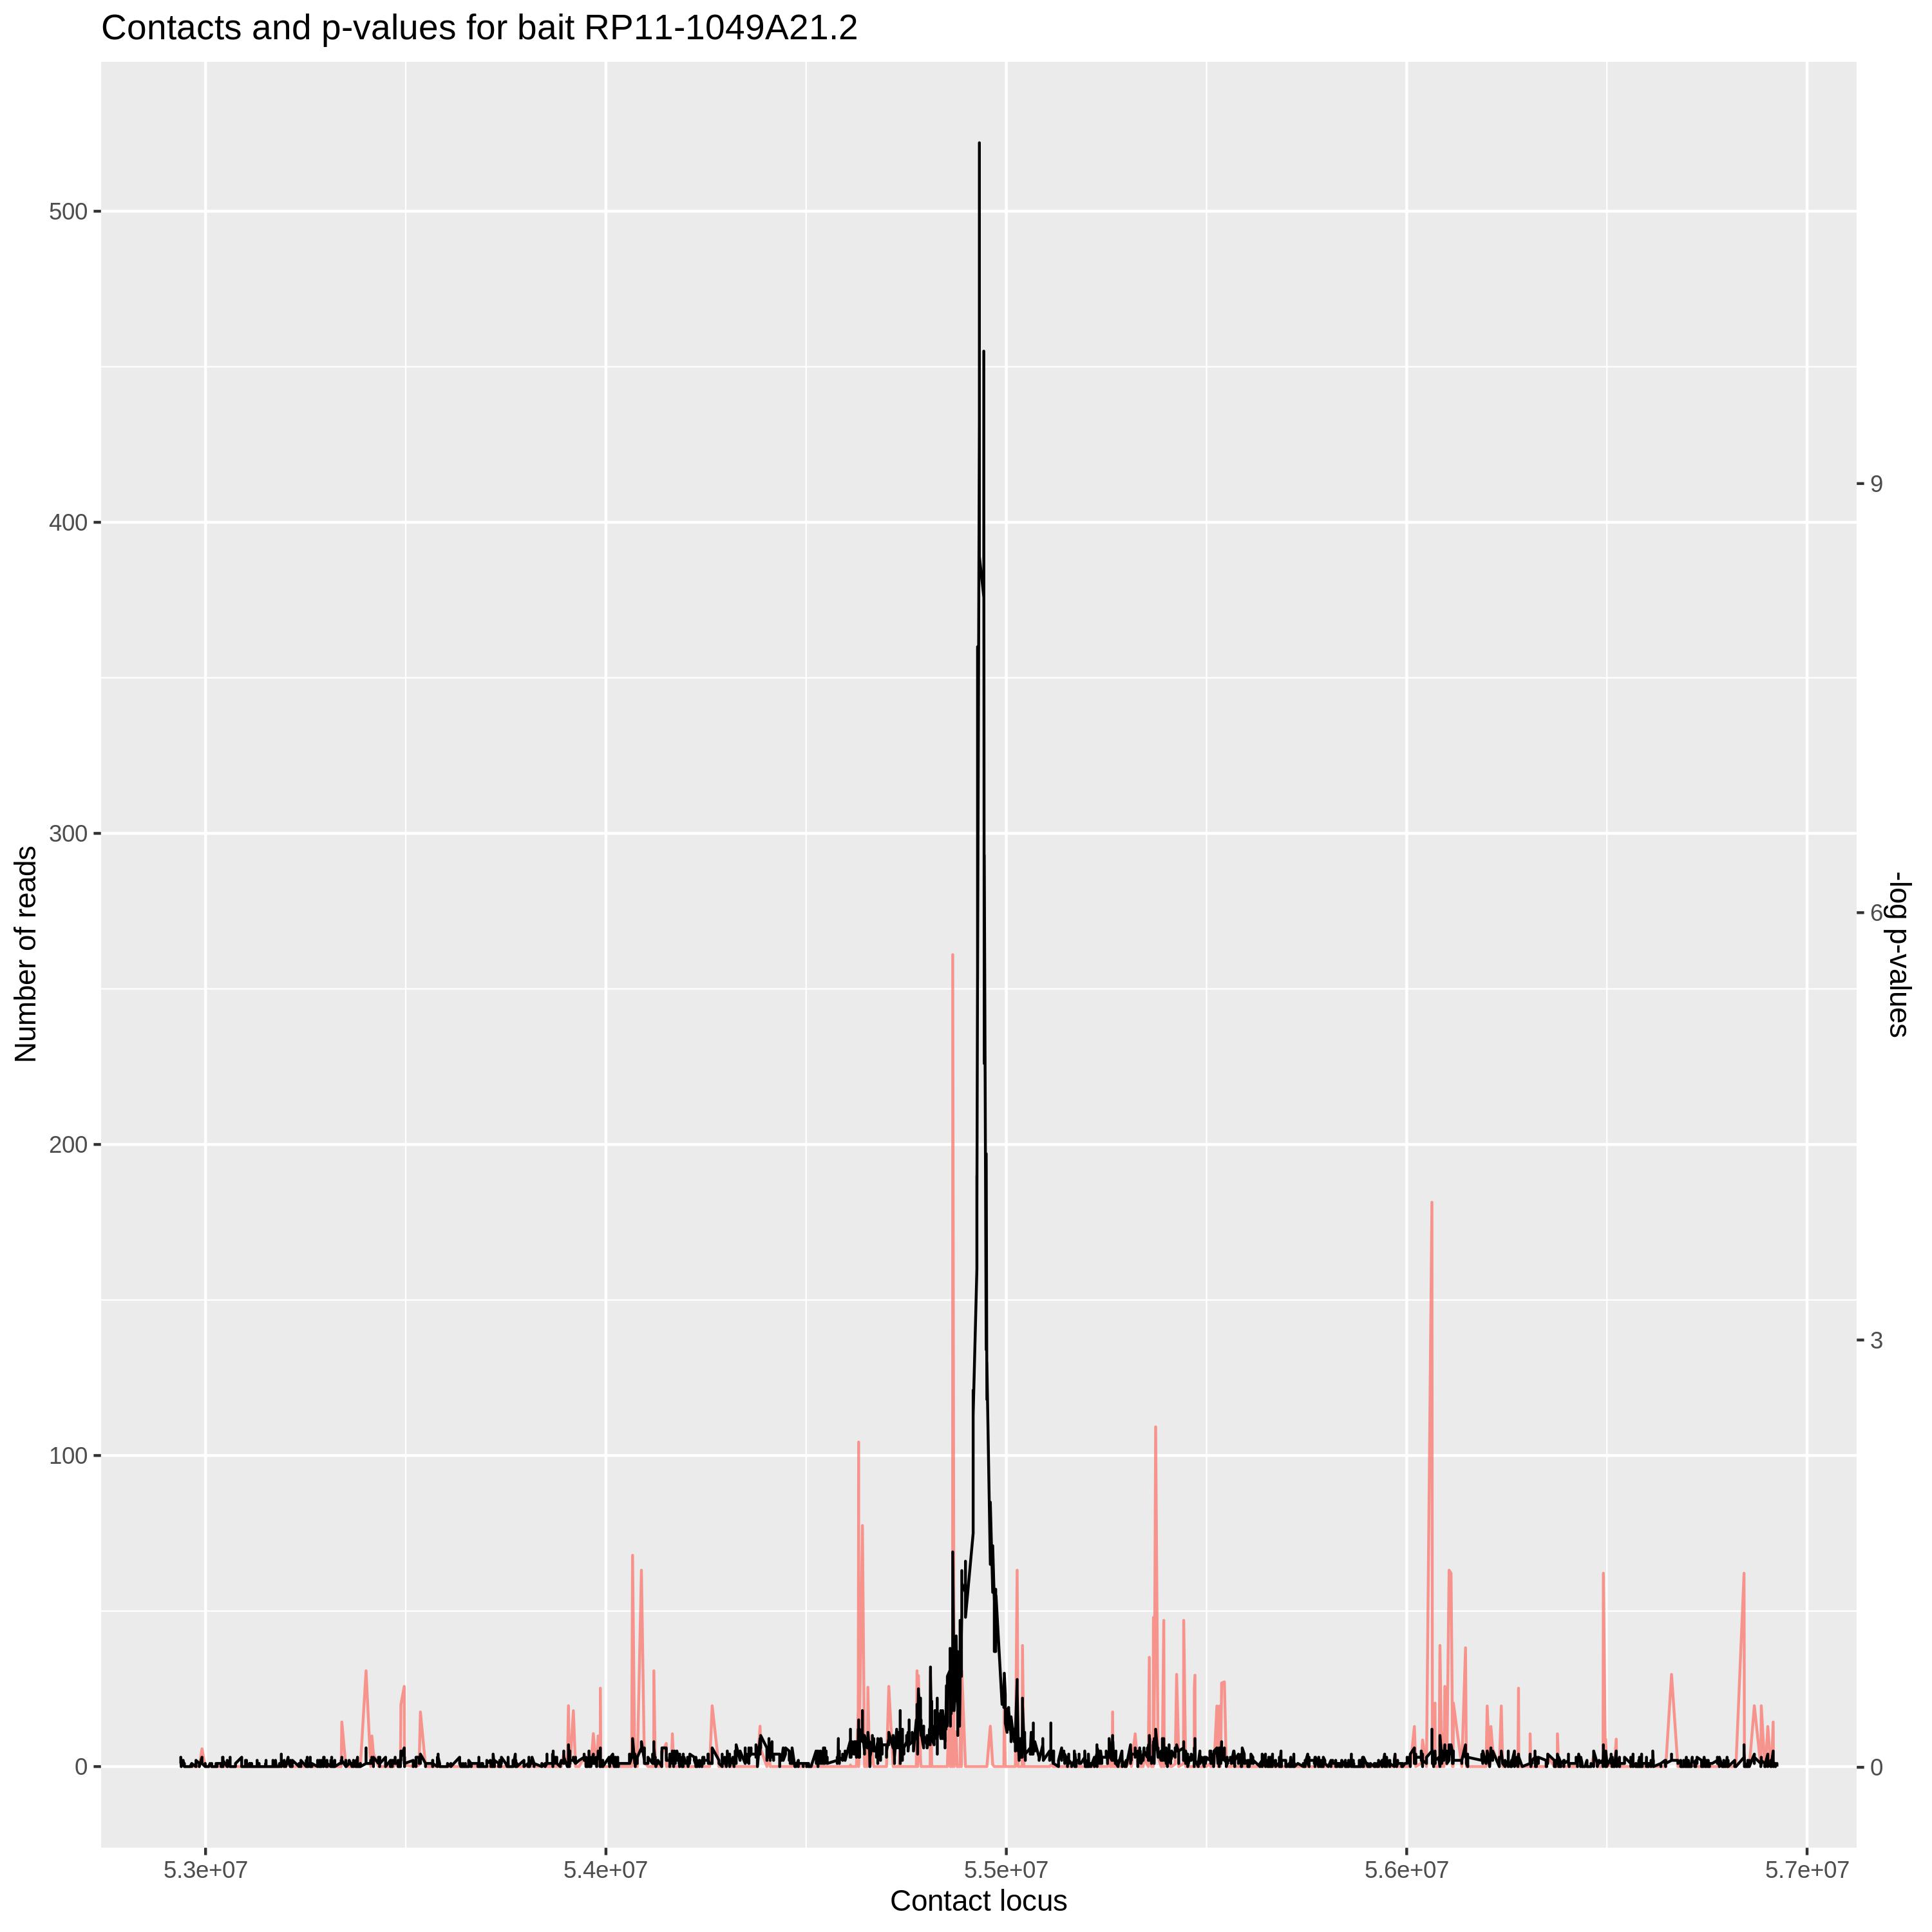 Contacts and p-values for bait RP11-1049A21.2
500
400
300
200
100
0
Number of reads
9
6
3
0
-log p-values
5.3e+07
5.4e+07
5.5e+07
5.6e+07
5.7e+07
Contact locus